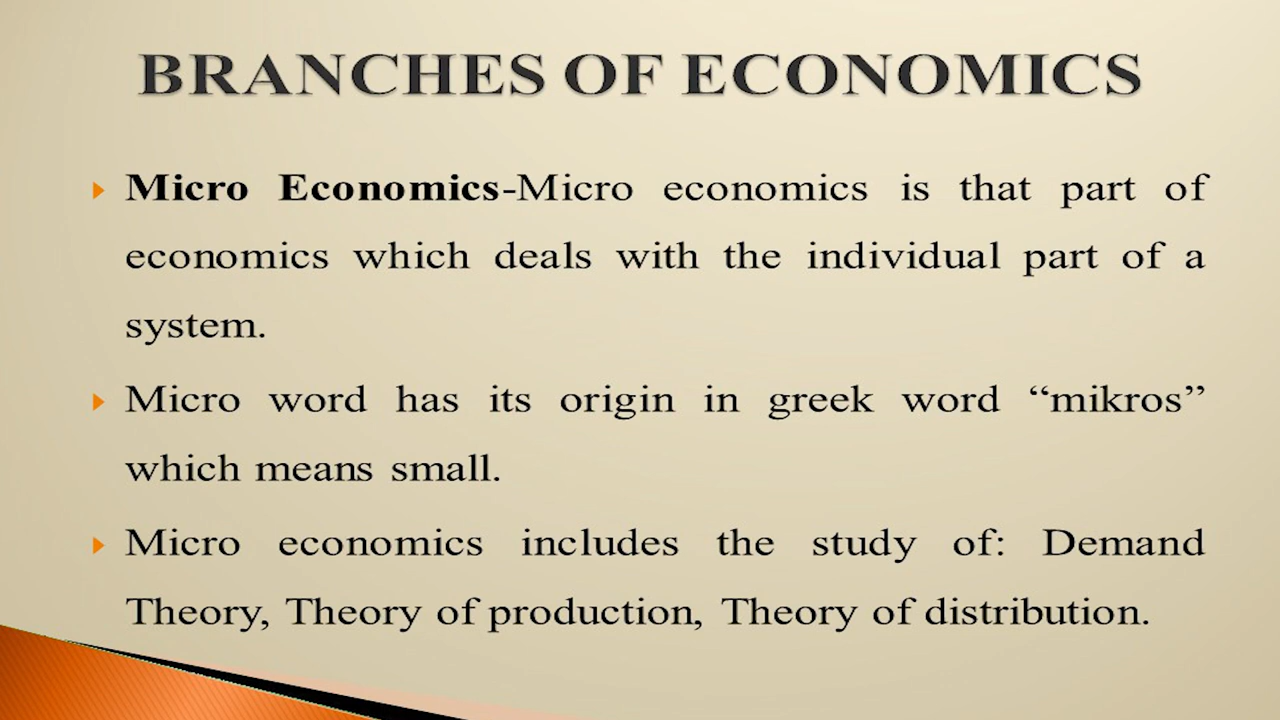 BRANCHES OF ECONOMICS
Micro Economics-Micro economics is that part of
economics which deals with the individual part of a
system.
Micro word has its origin in greek word “mikros”
which means small.
Micro economics includes the study of: Demand
Theory, Theory of production, Theory of distribution.